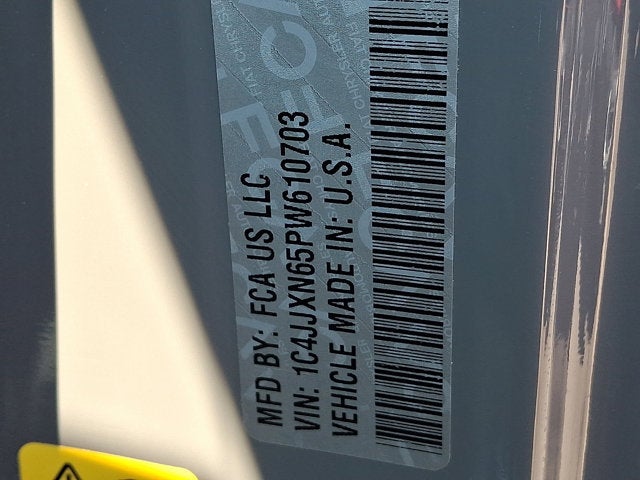 MFD BY: FCA US LLC
VIN: 1C4JJXN65PW610703
VEHICLE MADE IN: U.S.A.